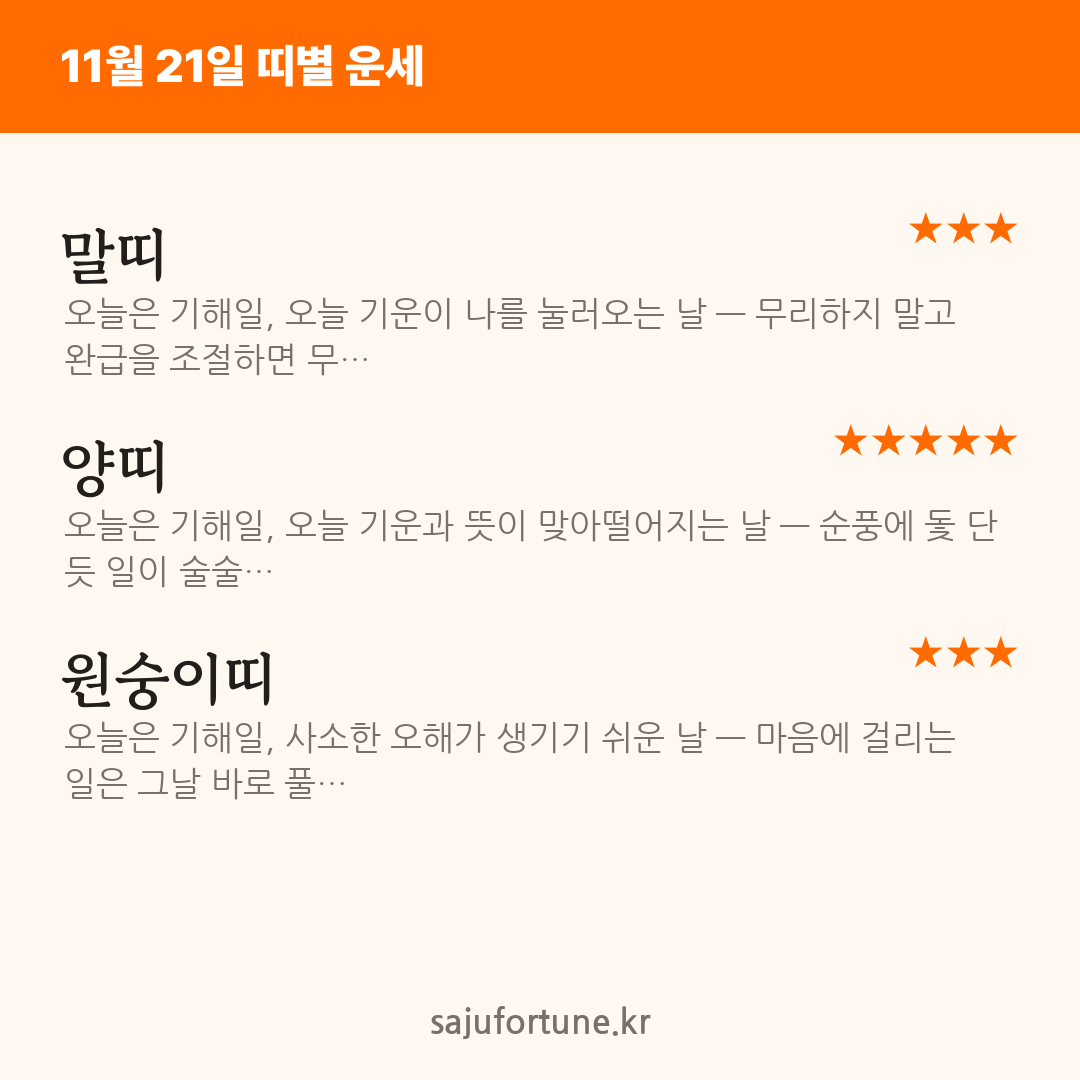 11월 21일 띠별 운세
말띠
★★★
오늘은 기해일, 오늘 기운이 나를 눌러오는 날 — 무리하지 말고
완급을 조절하면 무…
양띠
★★★★★
오늘은 기해일, 오늘 기운과 뜻이 맞아떨어지는 날 — 순풍에 돛 단
듯 일이 술술…
원숭이띠
★★★
오늘은 기해일, 사소한 오해가 생기기 쉬운 날 — 마음에 걸리는
일은 그날 바로 풀…
sajufortune.kr